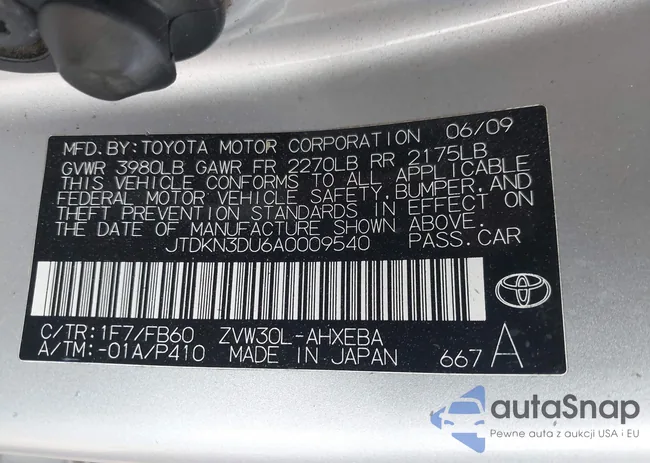 MFD. BY: TOYOTA MOTOR CORPORATION 06/09
GVWR 3980LB GAWR FR 2270LB RR 2175LB
THIS VEHICLE CONFORMS TO ALL APPLICABLE
FEDERAL MOTOR VEHICLE SAFETY, BUMPER, AND
THEFT PREVENTION STANDARDS IN EFFECT ON
THE DATE OF MANUFACTURE SHOWN ABOVE.
JTDKN3DU6A0009540 PASS. CAR
C/TR: 1F7/FB60 ZVW30L-AHXEBA
A/TM: -01A/P410 MADE IN JAPAN 667 A
autaSnap
Pewne auta z aukcji USA i EU